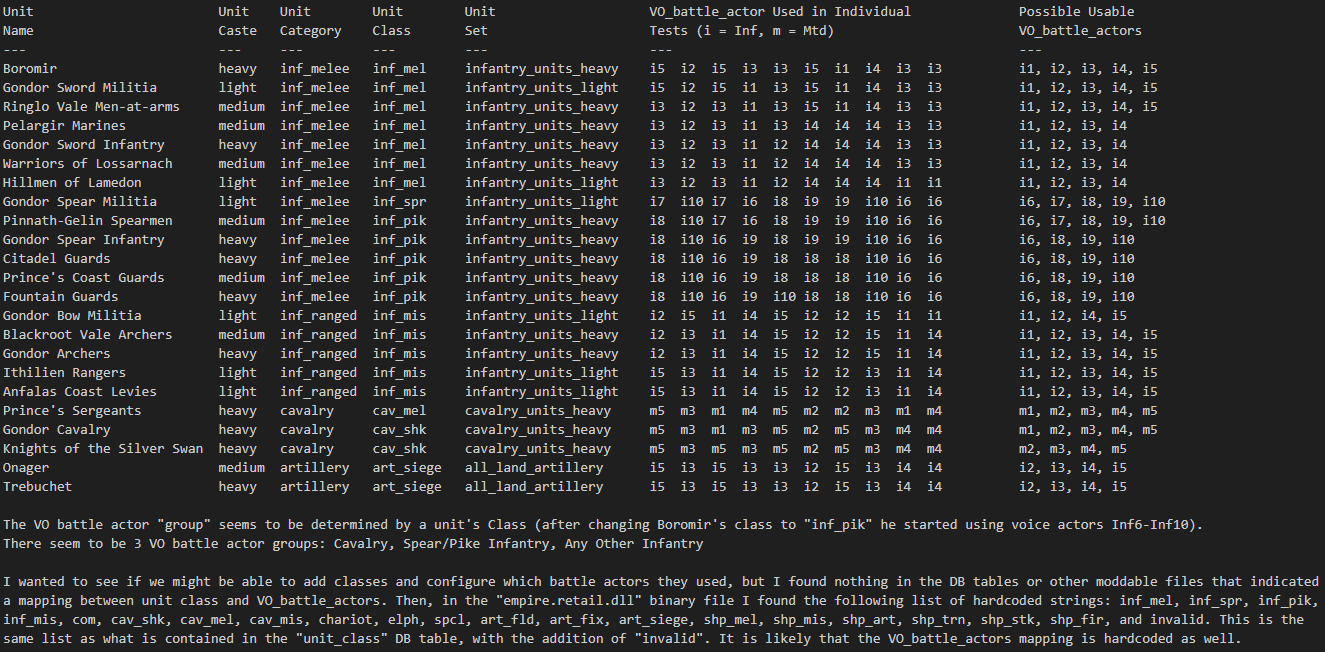 Unit Unit Unit Unit Unit VO_battle_actor Used in Individual Possible Usable
Name Caste Category Class Set Tests (i = Inf, m = Mtd) VO_battle_actors
--- --- --- --- --- --- ---
Boromir heavy inf_melee inf_mel infantry_units_heavy i5 i2 i5 i3 i3 i5 i1 i4 i3 i3 i1, i2, i3, i4, i5
Gondor Sword Militia light inf_melee inf_mel infantry_units_light i5 i2 i5 i1 i3 i5 i1 i4 i3 i3 i1, i2, i3, i4, i5
Ringlo Vale Men-at-arms medium inf_melee inf_mel infantry_units_heavy i3 i2 i3 i1 i3 i5 i1 i4 i3 i3 i1, i2, i3, i4, i5
Pelargir Marines medium inf_melee inf_mel infantry_units_heavy i3 i2 i3 i1 i3 i4 i4 i4 i3 i3 i1, i2, i3, i4
Gondor Sword Infantry heavy inf_melee inf_mel infantry_units_heavy i3 i2 i3 i1 i2 i4 i4 i4 i3 i3 i1, i2, i3, i4
Warriors of Lossarnach medium inf_melee inf_mel infantry_units_heavy i3 i2 i3 i1 i2 i4 i4 i4 i3 i3 i1, i2, i3, i4
Hillmen of Lamedon light inf_melee inf_mel infantry_units_light i3 i2 i3 i1 i2 i4 i4 i4 i1 i1 i1, i2, i3, i4
Gondor Spear Militia light inf_melee inf_spr infantry_units_light i7 i10 i7 i6 i8 i9 i9 i10 i6 i6 i6, i7, i8, i9, i10
Pinnath-Gelin Spearmen medium inf_melee inf_pik infantry_units_heavy i8 i10 i7 i6 i8 i9 i9 i10 i6 i6 i6, i7, i8, i9, i10
Gondor Spear Infantry heavy inf_melee inf_pik infantry_units_heavy i8 i10 i6 i9 i8 i9 i9 i10 i6 i6 i6, i8, i9, i10
Citadel Guards heavy inf_melee inf_pik infantry_units_heavy i8 i10 i6 i9 i8 i8 i8 i10 i6 i6 i6, i8, i9, i10
Prince's Coast Guards medium inf_melee inf_pik infantry_units_heavy i8 i10 i6 i9 i8 i8 i8 i10 i6 i6 i6, i8, i9, i10
Fountain Guards heavy inf_melee inf_pik infantry_units_heavy i8 i10 i6 i9 i10 i8 i8 i10 i6 i6 i6, i8, i9, i10
Gondor Bow Militia light inf_ranged inf_mis infantry_units_light i2 i5 i1 i4 i5 i2 i2 i5 i1 i1 i1, i2, i4, i5
Blackroot Vale Archers medium inf_ranged inf_mis infantry_units_heavy i2 i3 i1 i4 i5 i2 i2 i5 i1 i4 i1, i2, i3, i4, i5
Gondor Archers heavy inf_ranged inf_mis infantry_units_heavy i2 i3 i1 i4 i5 i2 i2 i5 i1 i4 i1, i2, i3, i4, i5
Ithilien Rangers light inf_ranged inf_mis infantry_units_light i5 i3 i1 i4 i5 i2 i2 i3 i1 i4 i1, i2, i3, i4, i5
Anfalas Coast Levies light inf_ranged inf_mis infantry_units_light i5 i3 i1 i4 i5 i2 i2 i3 i1 i4 i1, i2, i3, i4, i5
Prince's Sergeants heavy cavalry cav_mel cavalry_units_heavy m5 m3 m1 m4 m5 m2 m2 m3 m1 m4 m1, m2, m3, m4, m5
Gondor Cavalry heavy cavalry cav_shk cavalry_units_heavy m5 m3 m1 m3 m5 m2 m5 m3 m4 m4 m1, m2, m3, m4, m5
Knights of the Silver Swan heavy cavalry cav_shk cavalry_units_heavy m5 m3 m5 m3 m5 m2 m5 m3 m4 m4 m2, m3, m4, m5
Onager medium artillery art_siege all_land_artillery i5 i3 i5 i3 i3 i2 i5 i3 i4 i4 i2, i3, i4, i5
Trebuchet heavy artillery art_siege all_land_artillery i5 i3 i5 i3 i3 i2 i5 i3 i4 i4 i2, i3, i4, i5
The VO battle actor "group" seems to be determined by a unit's Class (after changing Boromir's class to "inf_pik" he started using voice actors Inf6-Inf10).
There seem to be 3 VO battle actor groups: Cavalry, Spear/Pike Infantry, Any Other Infantry
I wanted to see if we might be able to add classes and configure which battle actors they used, but I found nothing in the DB tables or other moddable files that indicated
a mapping between unit class and VO_battle_actors. Then, in the "empire.retail.dll" binary file I found the following list of hardcoded strings: inf_mel, inf_spr, inf_pik,
inf_mis, com, cav_shk, cav_mel, cav_mis, chariot, elph, spcl, art_fld, art_fix, art_siege, shp_mel, shp_mis, shp_art, shp_trn, shp_stk, shp_fir, and invalid. This is the
same list as what is contained in the "unit_class" DB table, with the addition of "invalid". It is likely that the VO_battle_actors mapping is hardcoded as well.